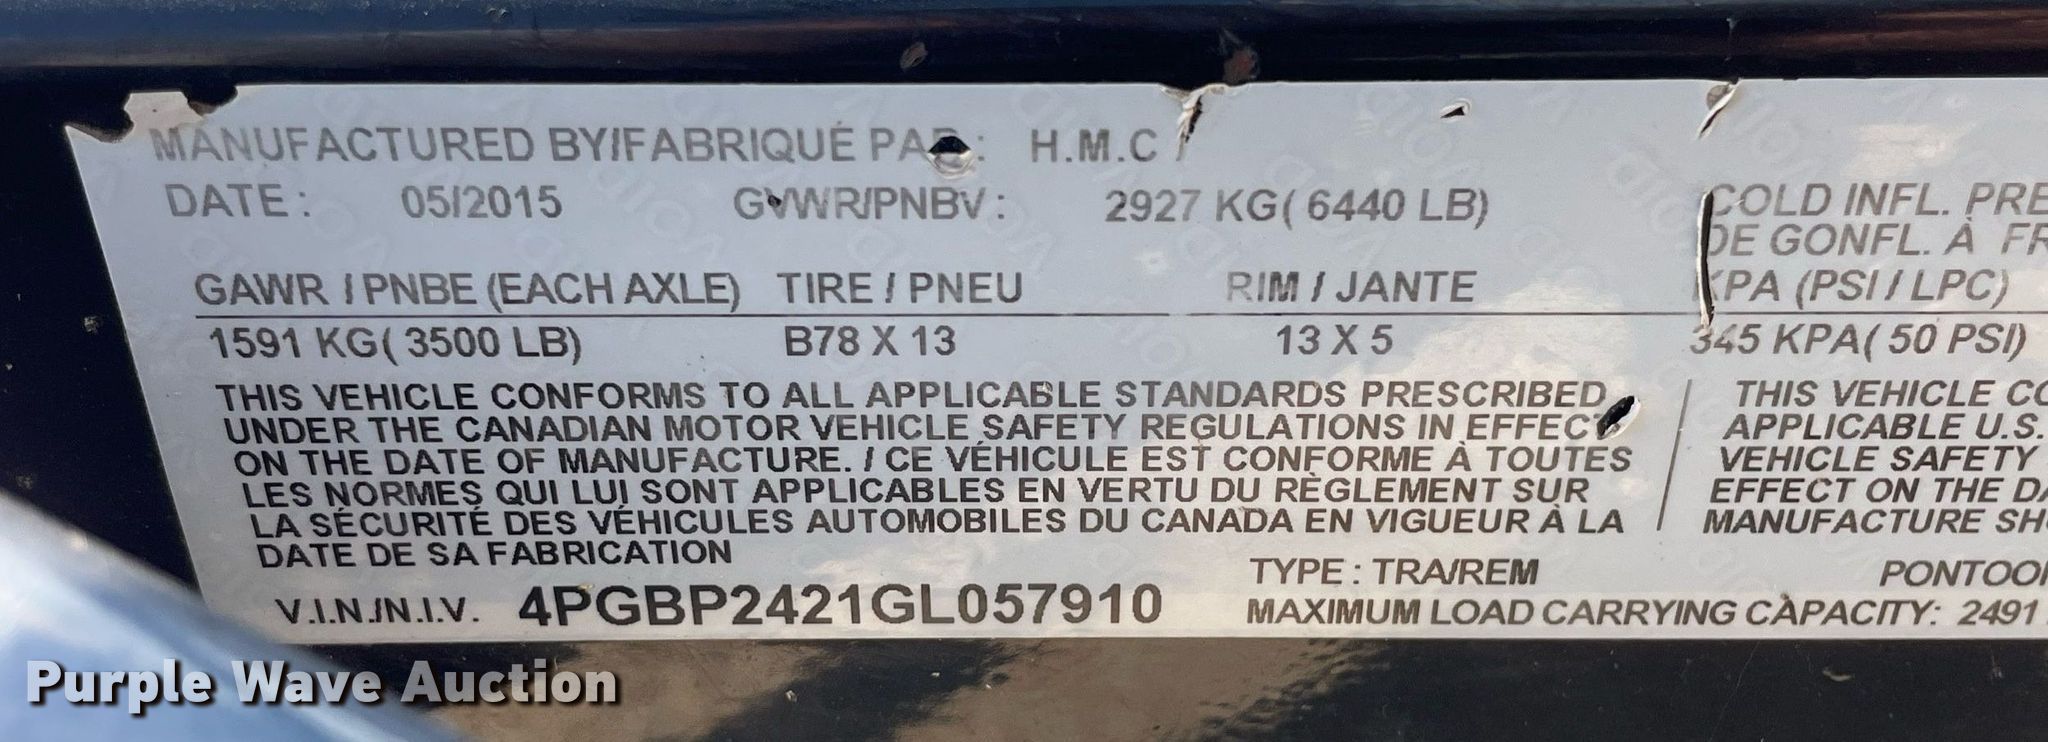 MANUFACTURED BY/FABRIQUÉ PAR: H.M.C /
DATE: 05/2015 GVWR/PNBV: 2927 KG( 6440 LB)
COLD INFL. PRE
DE GONFL. À FR
GAWR / PNBE (EACH AXLE) TIRE / PNEU RIM / JANTE KPA (PSI / LPC)
1591 KG( 3500 LB) B78 X 13 13 X 5 345 KPA( 50 PSI)
THIS VEHICLE CONFORMS TO ALL APPLICABLE STANDARDS PRESCRIBED
UNDER THE CANADIAN MOTOR VEHICLE SAFETY REGULATIONS IN EFFECT
ON THE DATE OF MANUFACTURE. / CE VÉHICULE EST CONFORME À TOUTES
LES NORMES QUI LUI SONT APPLICABLES EN VERTU DU RÈGLEMENT SUR
LA SÉCURITÉ DES VÉHICULES AUTOMOBILES DU CANADA EN VIGUEUR À LA
DATE DE SA FABRICATION
THIS VEHICLE CO
APPLICABLE U.S.
VEHICLE SAFETY
EFFECT ON THE DA
MANUFACTURE SH
V.I.N./N.I.V. 4PGBP2421GL057910
TYPE: TRA/REM PONTOO
MAXIMUM LOAD CARRYING CAPACITY: 2491
Purple Wave Auction